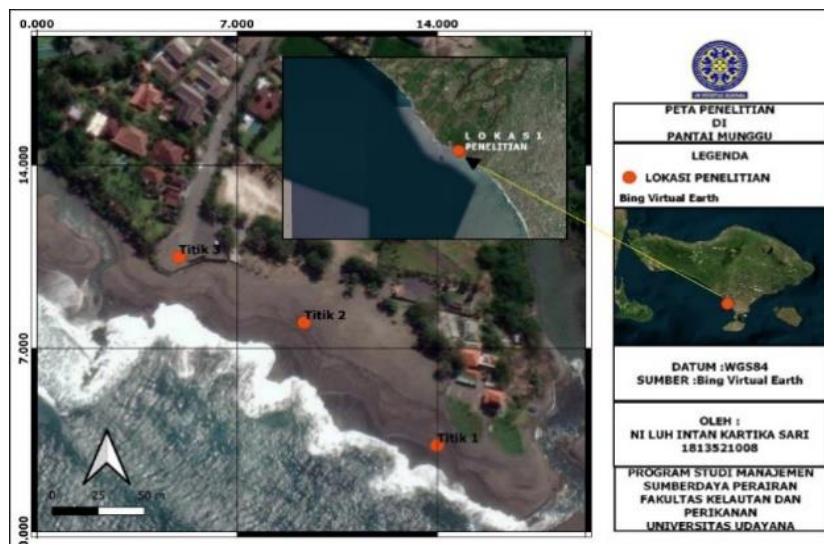 0.000
7.000
14.000
14.000
7.000
0.000
L O K A S I
PENELITIAN
Titik 3
Titik 2
Titik 1
0 25 50 m
UNIVERSITAS UDAYANA
PETA PENELITIAN
DI
PANTAI MUNGGU
LEGENDA
LOKASI PENELITIAN
Bing Virtual Earth
DATUM :WGS84
SUMBER :Bing Virtual Earth
OLEH :
NI LUH INTAN KARTIKA SARI
1813521008
PROGRAM STUDI MANAJEMEN
SUMBERDAYA PERAIRAN
FAKULTAS KELAUTAN DAN
PERIKANAN
UNIVERSITAS UDAYANA